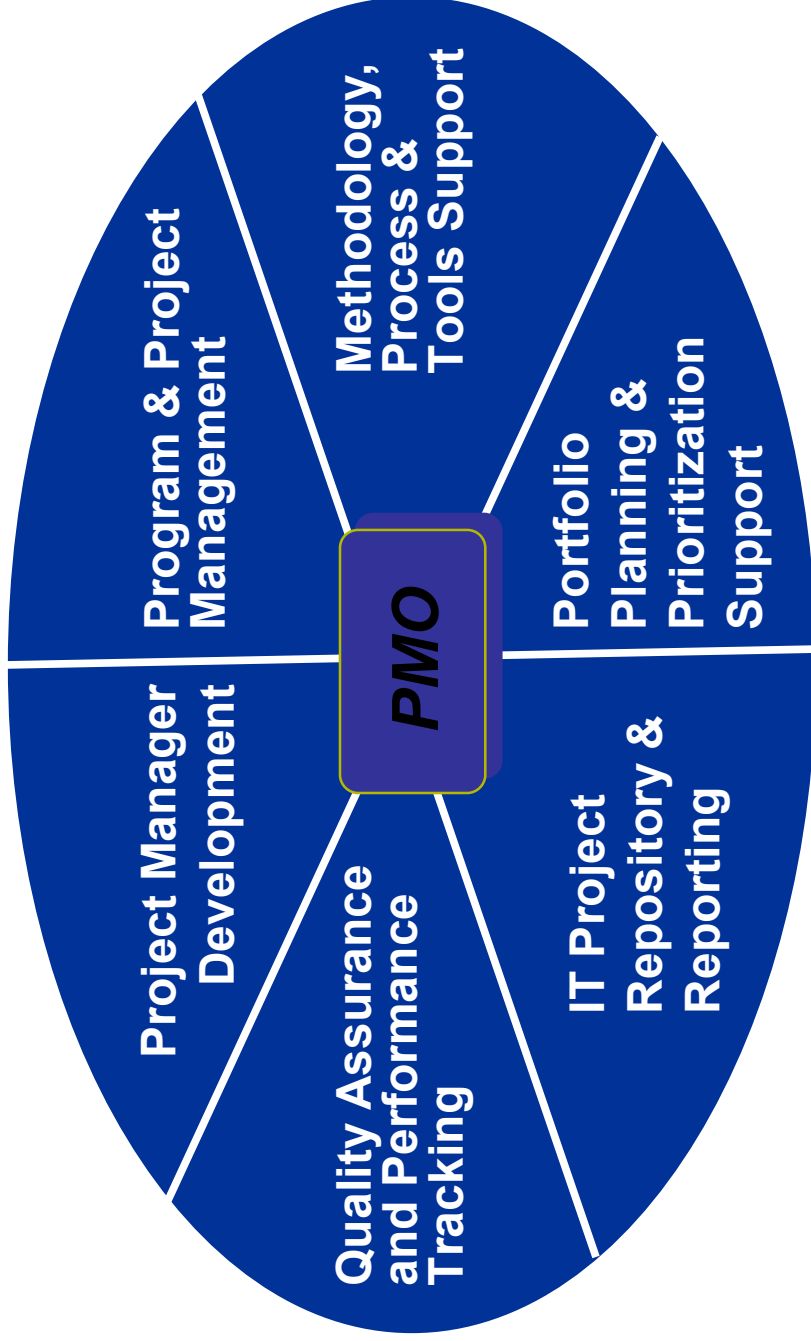 Project Manager
Development
Program & Project
Management
Quality Assurance
and Performance
Tracking
PMO
Methodology,
Process &
Tools Support
IT Project
Repository &
Reporting
Portfolio
Planning &
Prioritization
Support